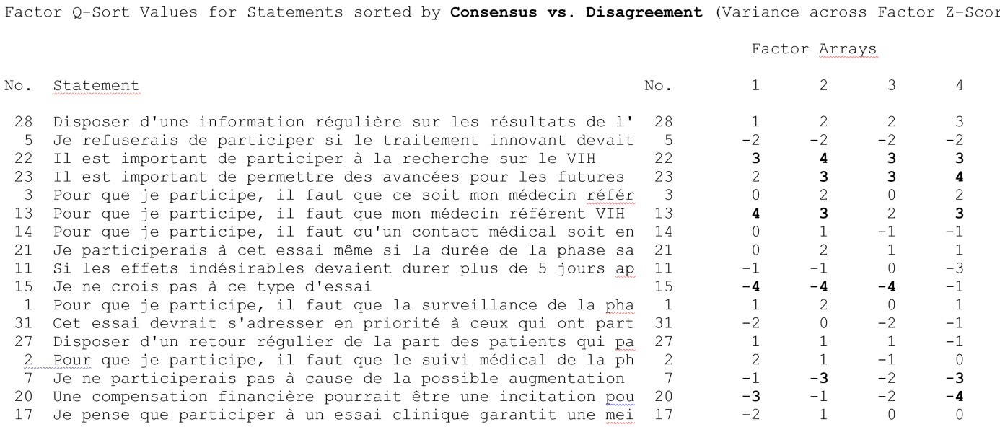 Factor Q-Sort Values for Statements sorted by Consensus vs. Disagreement (Variance across Factor Z-Scor
Factor Arrays
No. Statement No. 1 2 3 4
28 Disposer d'une information régulière sur les résultats de l' 28 1 2 2 3
5 Je refuserais de participer si le traitement innovant devait 5 -2 -2 -2 -2
22 Il est important de participer à la recherche sur le VIH 22 3 4 3 3
23 Il est important de permettre des avancées pour les futures 23 2 3 3 4
3 Pour que je participe, il faut que ce soit mon médecin référ 3 0 2 0 2
13 Pour que je participe, il faut que mon médecin référent VIH 13 4 3 2 3
14 Pour que je participe, il faut qu'un contact médical soit en 14 0 1 -1 -1
21 Je participerais à cet essai même si la durée de la phase sa 21 0 2 1 1
11 Si les effets indésirables devaient durer plus de 5 jours ap 11 -1 -1 0 -3
15 Je ne crois pas à ce type d'essai 15 -4 -4 -4 -1
1 Pour que je participe, il faut que la surveillance de la pha 1 1 2 0 1
31 Cet essai devrait s'adresser en priorité à ceux qui ont part 31 -2 0 -2 -1
27 Disposer d'un retour régulier de la part des patients qui pa 27 1 1 1 -1
2 Pour que je participe, il faut que le suivi médical de la ph 2 2 1 -1 0
7 Je ne participerais pas à cause de la possible augmentation 7 -1 -3 -2 -3
20 Une compensation financière pourrait être une incitation pou 20 -3 -1 -2 -4
17 Je pense que participer à un essai clinique garantit une mei 17 -2 1 0 0